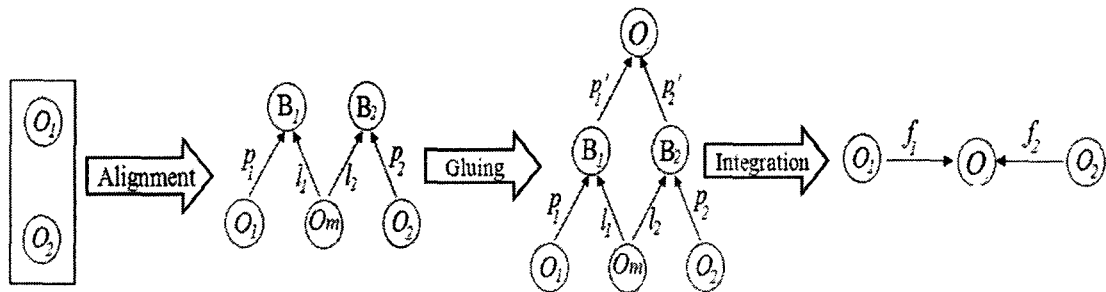 O₁
O₂
Alignment
B₁ B₂
p₁ l₁ l₂ p₂
O₁ Om O₂
Gluing
O
p₁' p₂'
B₁ B₂
p₁ l₁ l₂ p₂
O₁ Om O₂
Integration
O₁ f₁ O f₂ O₂